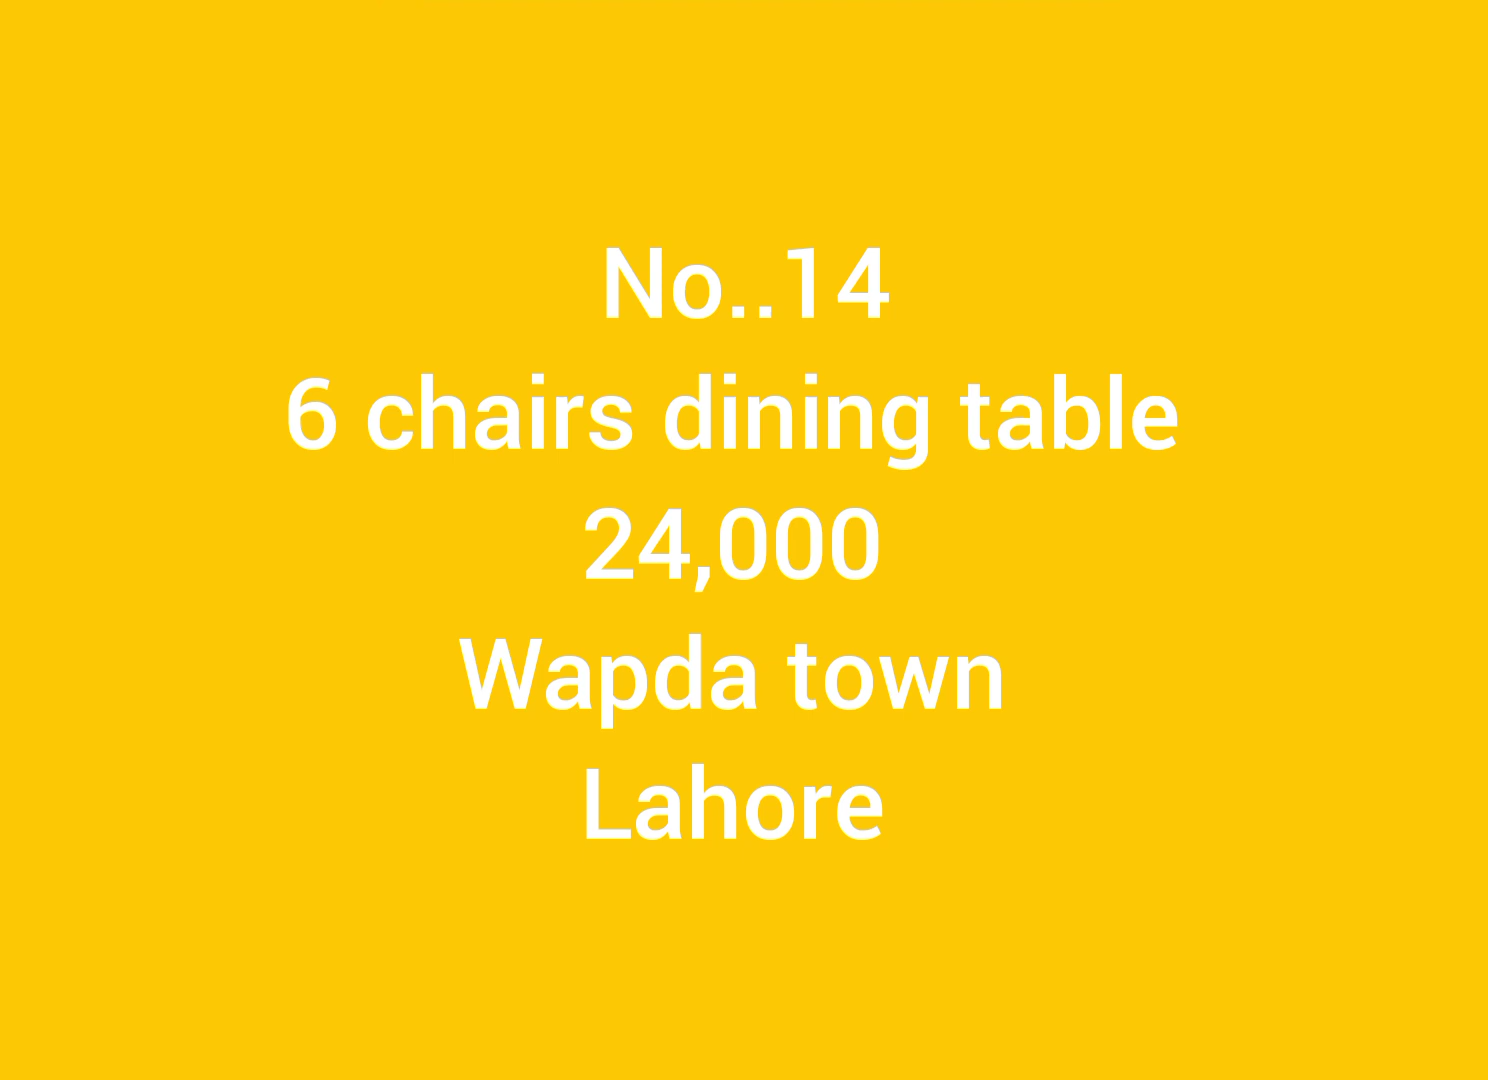 No..14
6 chairs dining table
24,000
Wapda town
Lahore